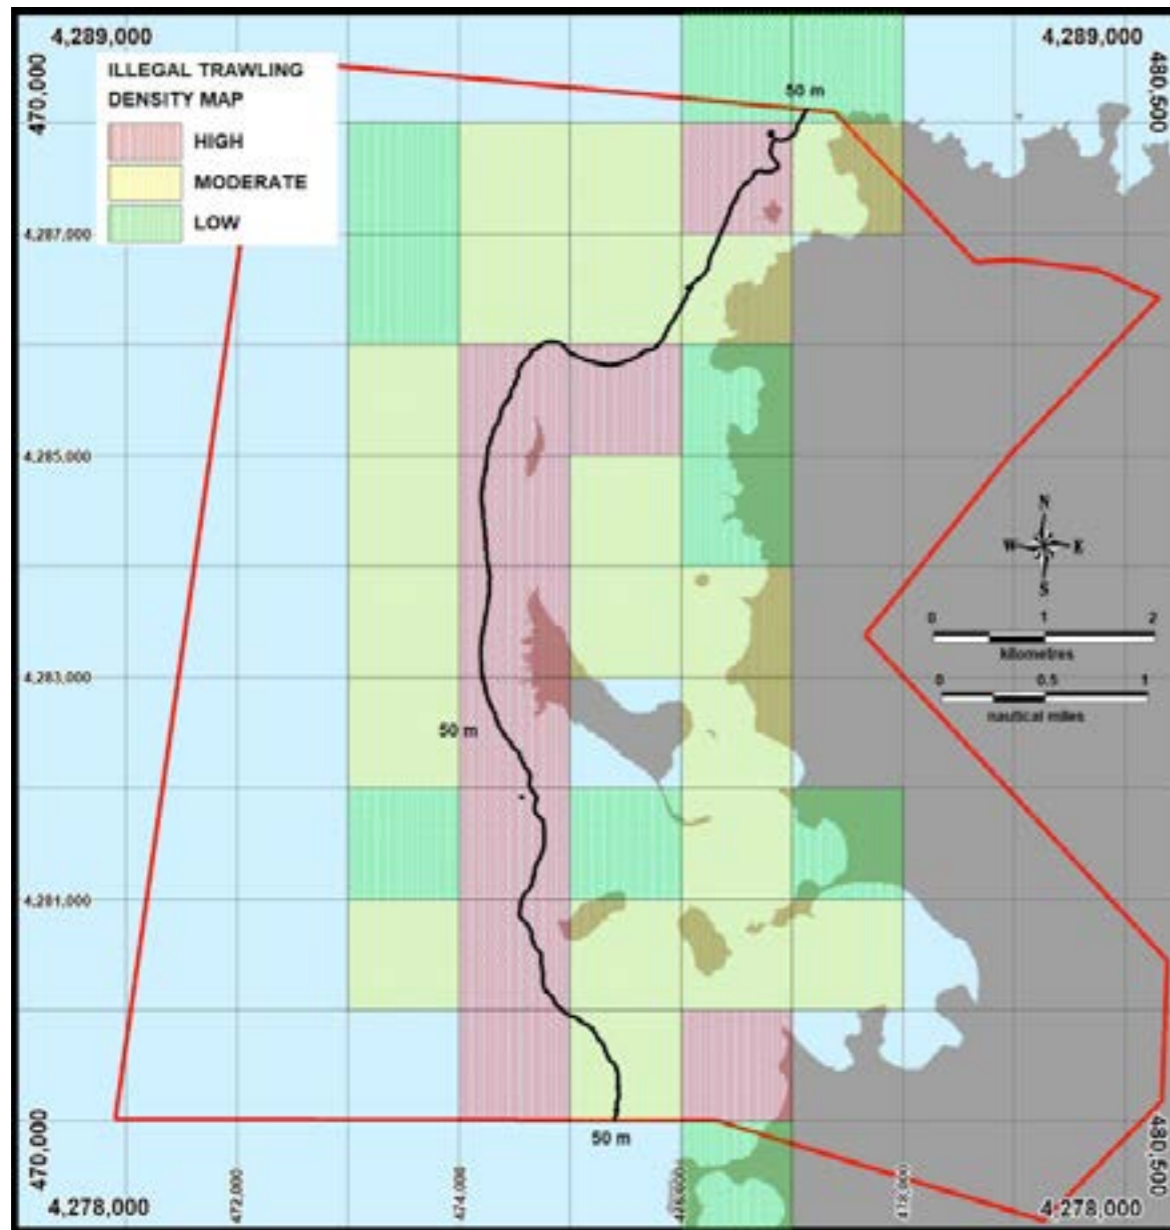 4,289,000
4,289,000
470,000
480,500
ILLEGAL TRAWLING
DENSITY MAP
HIGH
MODERATE
LOW
50 m
4,287,000
4,285,000
N
W E
S
0 1 2
kilometres
4,283,000
0 0.5 1
nautical miles
50 m
4,281,000
50 m
470,000
480,500
4,278,000
472,000
474,000
476,000
478,000
4,278,000